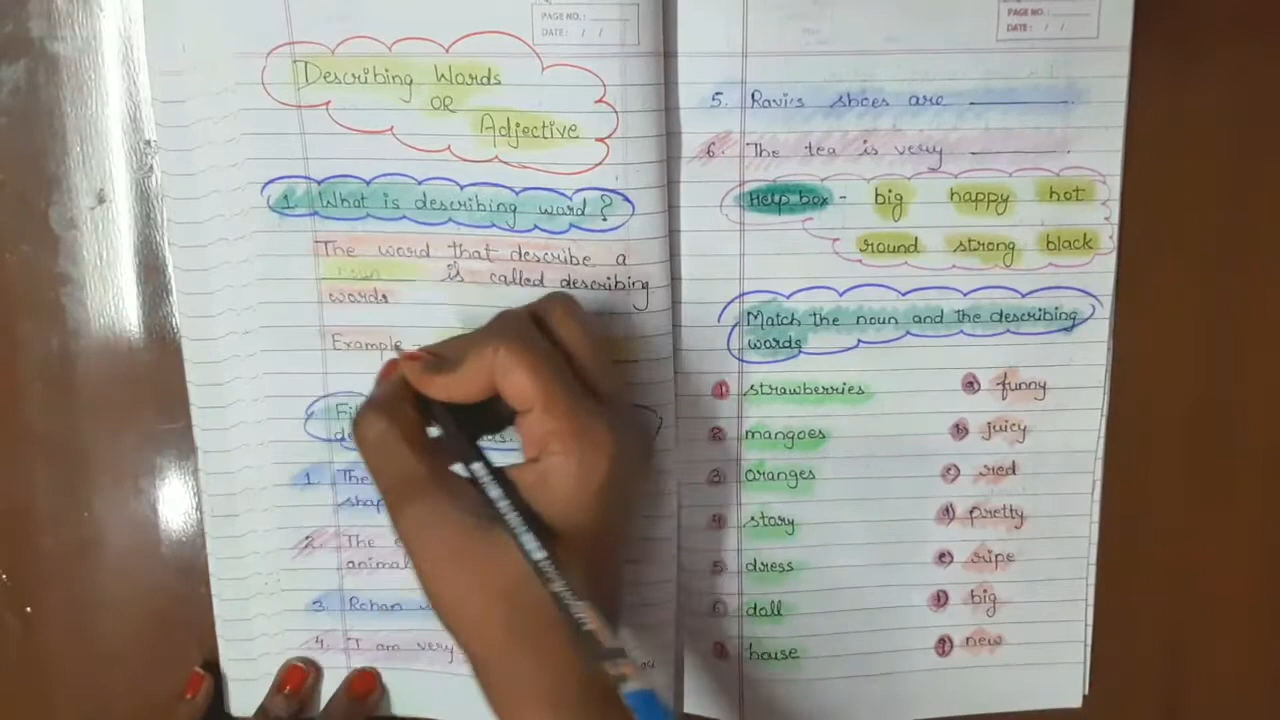 PAGE NO.:
DATE: / /
Describing Words
OR
Adjective
1. What is describing word?
The word that describe a
noun is called describing
words
Example -
1. The
shap
2. The
animal
3. Rohan
4. I am very
PAGE NO.:
DATE: / /
5. Ravi's shoes are ________.
6. The tea is very ________.
Help box - big happy hot
round strong black
Match the noun and the describing
words
1 strawberries a) funny
2 mangoes b) juicy
3 oranges c) red
4 story d) pretty
5. dress e) ripe
6 doll f) big
7 house g) new